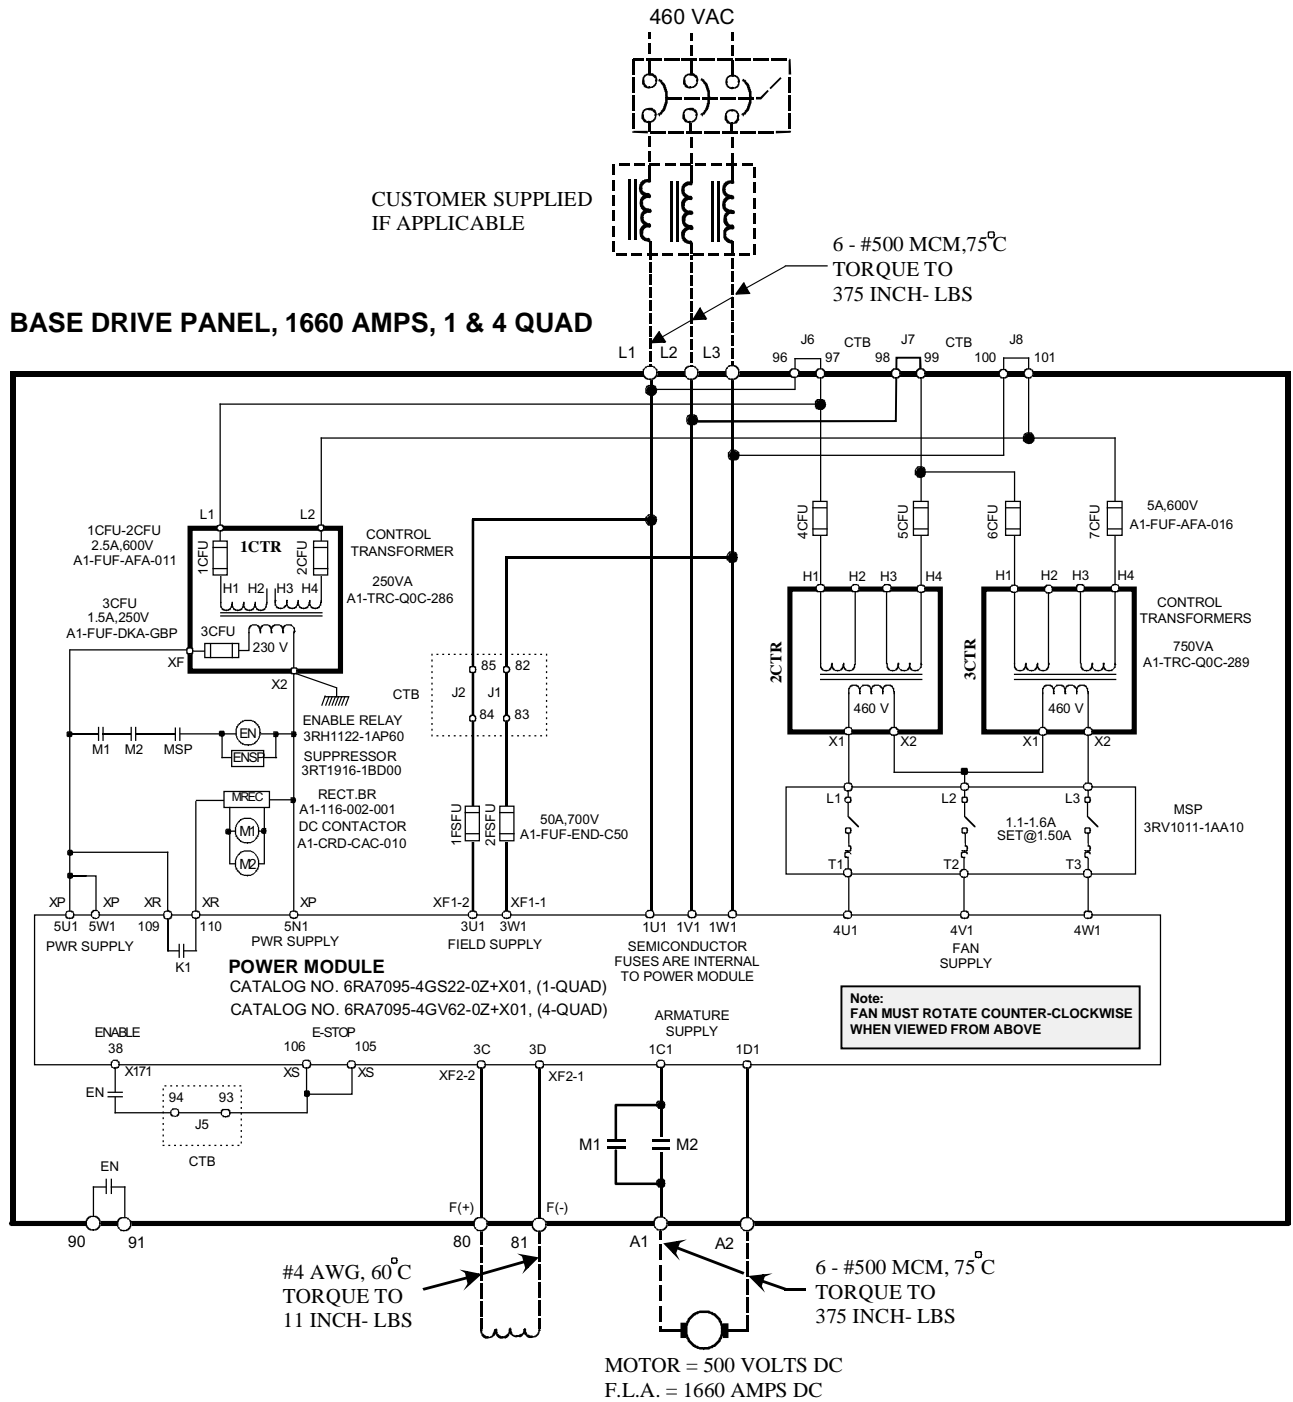 460 VAC
CUSTOMER SUPPLIED
IF APPLICABLE
6 - #500 MCM,75°C
TORQUE TO
375 INCH- LBS
BASE DRIVE PANEL, 1660 AMPS, 1 & 4 QUAD
L1 L2 L3
J6 CTB J7 CTB J8
96 97 98 99 100 101
L1 L2
1CFU-2CFU
2.5A,600V
A1-FUF-AFA-011
1CTR
1CFU
2CFU
CONTROL
TRANSFORMER
250VA
A1-TRC-Q0C-286
H1 H2 H3 H4
3CFU
1.5A,250V
A1-FUF-DKA-GBP
3CFU
230 V
XF
X2
4CFU
5CFU
6CFU
7CFU
5A,600V
A1-FUF-AFA-016
H1 H2 H3 H4
H1 H2 H3 H4
2CTR
3CTR
460 V
460 V
CONTROL
TRANSFORMERS
750VA
A1-TRC-Q0C-289
X1 X2
X1 X2
CTB
85 82
J2 J1
84 83
M1 M2 MSP
EN
ENSP
ENABLE RELAY
3RH1122-1AP60
SUPPRESSOR
3RT1916-1BD00
MREC
M1
M2
RECT.BR
A1-116-002-001
DC CONTACTOR
A1-CRD-CAC-010
1FSFU
2FSFU
50A,700V
A1-FUF-END-C50
L1 L2 L3
1.1-1.6A
SET@1.50A
T1 T2 T3
MSP
3RV1011-1AA10
XP XP XR XR XP
5U1 5W1 109 110 5N1
PWR SUPPLY
K1
PWR SUPPLY
XF1-2 XF1-1
3U1 3W1
FIELD SUPPLY
1U1 1V1 1W1
SEMICONDUCTOR
FUSES ARE INTERNAL
TO POWER MODULE
4U1 4V1 4W1
FAN
SUPPLY
POWER MODULE
CATALOG NO. 6RA7095-4GS22-0Z+X01, (1-QUAD)
CATALOG NO. 6RA7095-4GV62-0Z+X01, (4-QUAD)
Note:
FAN MUST ROTATE COUNTER-CLOCKWISE
WHEN VIEWED FROM ABOVE
ENABLE
38
X171
E-STOP
106 105
XS XS
3C 3D
XF2-2 XF2-1
ARMATURE
SUPPLY
1C1 1D1
EN
94 93
J5
CTB
M1 M2
EN
90 91
F(+) F(-)
80 81
A1 A2
#4 AWG, 60°C
TORQUE TO
11 INCH- LBS
6 - #500 MCM, 75°C
TORQUE TO
375 INCH- LBS
MOTOR = 500 VOLTS DC
F.L.A. = 1660 AMPS DC